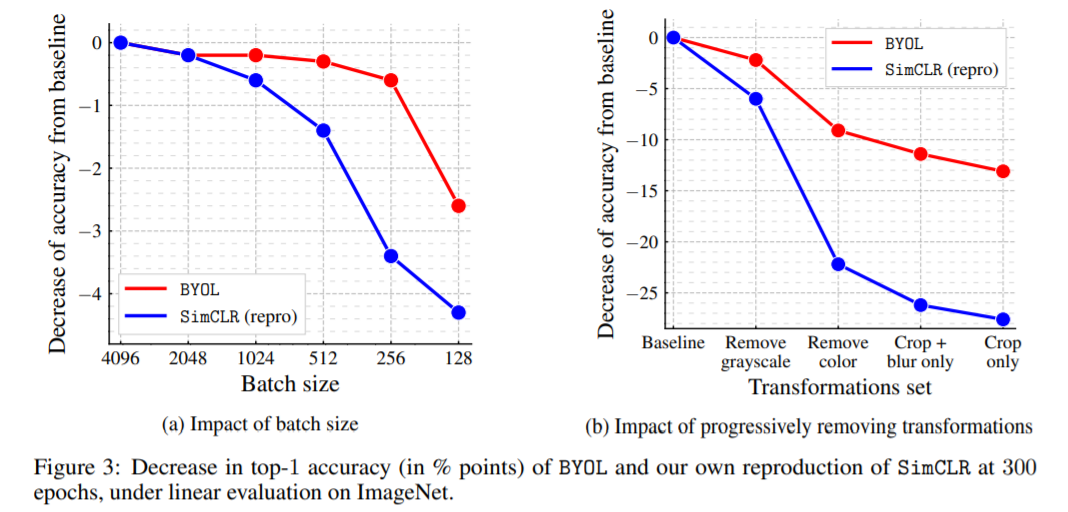 Decrease of accuracy from baseline
0
−1
−2
−3
−4
BYOL
SimCLR (repro)
4096 2048 1024 512 256 128
Batch size
(a) Impact of batch size
Decrease of accuracy from baseline
0
−5
−10
−15
−20
−25
BYOL
SimCLR (repro)
Baseline Remove Remove Crop + Crop
grayscale color blur only only
Transformations set
(b) Impact of progressively removing transformations
Figure 3: Decrease in top-1 accuracy (in % points) of BYOL and our own reproduction of SimCLR at 300
epochs, under linear evaluation on ImageNet.